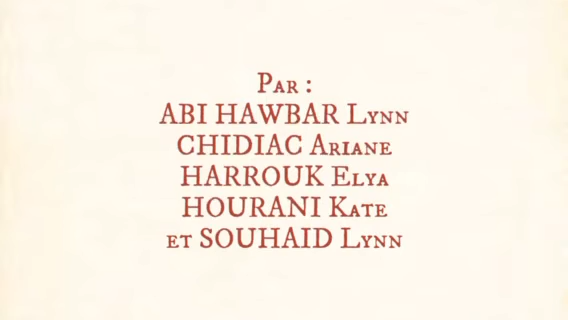 Par :
ABI HAWBAR Lynn
CHIDIAC Ariane
HARROUK Elya
HOURANI Kate
et SOUHAID Lynn